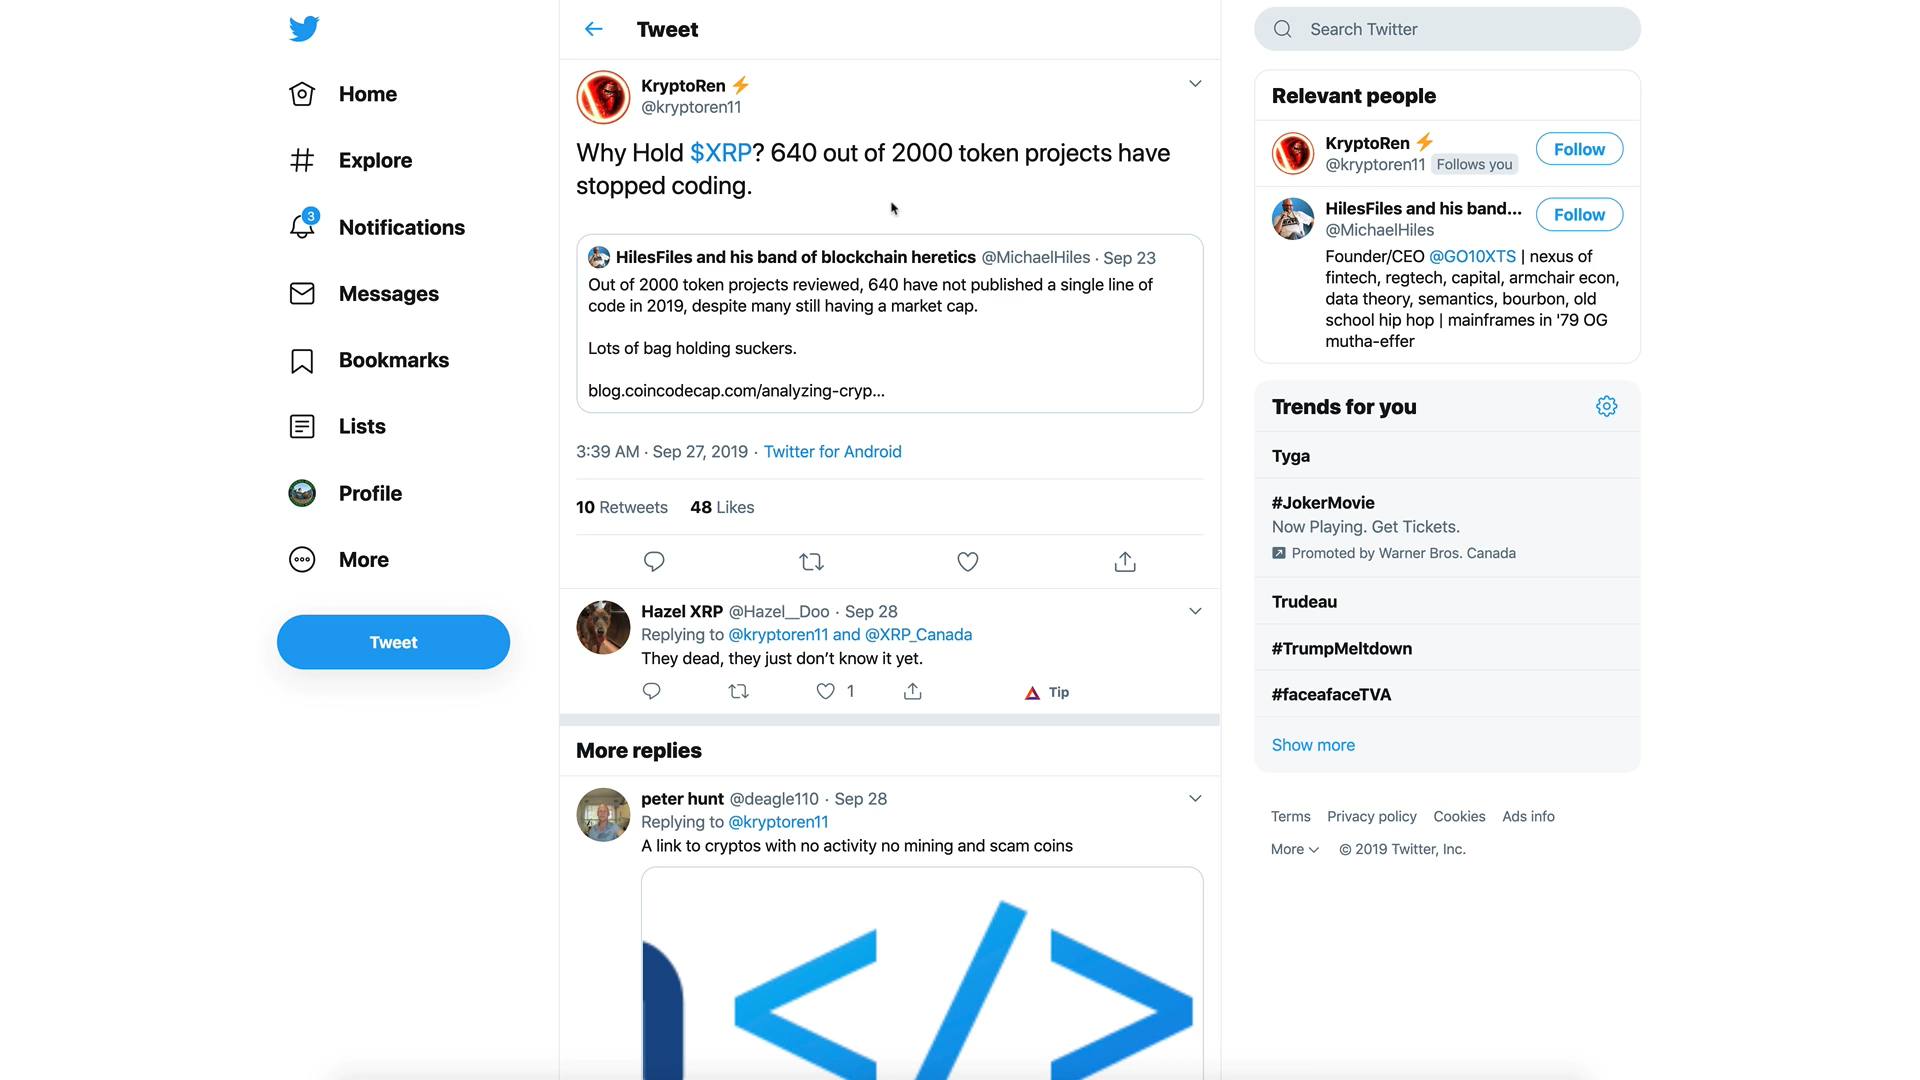 Home
Explore
3
Notifications
Messages
Bookmarks
Lists
Profile
More
Tweet
Tweet
KryptoRen⚡
@kryptoren11
Why Hold $XRP? 640 out of 2000 token projects have
stopped coding.
HilesFiles and his band of blockchain heretics @MichaelHiles · Sep 23
Out of 2000 token projects reviewed, 640 have not published a single line of
code in 2019, despite many still having a market cap.
Lots of bag holding suckers.
blog.coincodecap.com/analyzing-cryp...
3:39 AM · Sep 27, 2019 · Twitter for Android
10 Retweets 48 Likes
Hazel XRP @Hazel__Doo · Sep 28
Replying to @kryptoren11 and @XRP_Canada
They dead, they just don’t know it yet.
1
Tip
More replies
peter hunt @deagle110 · Sep 28
Replying to @kryptoren11
A link to cryptos with no activity no mining and scam coins
</>
Search Twitter
Relevant people
KryptoRen⚡
@kryptoren11 Follows you
Follow
HilesFiles and his band...
@MichaelHiles
Follow
Founder/CEO @GO10XTS | nexus of
fintech, regtech, capital, armchair econ,
data theory, semantics, bourbon, old
school hip hop | mainframes in '79 OG
mutha-effer
Trends for you
Tyga
#JokerMovie
Now Playing. Get Tickets.
Promoted by Warner Bros. Canada
Trudeau
#TrumpMeltdown
#faceafaceTVA
Show more
Terms Privacy policy Cookies Ads info
More © 2019 Twitter, Inc.